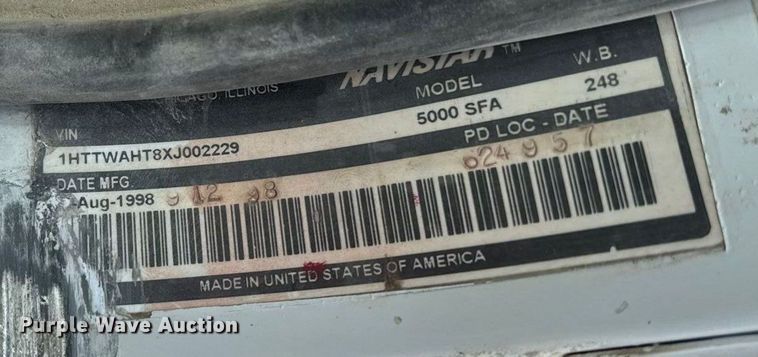 NAVISTAR™
CAGO, ILLINOIS
MODEL
W.B.
VIN
5000 SFA
248
1HTTWAHT8XJ002229
PD LOC - DATE
DATE MFG.
-Aug-1998
9 12 98
624957
MADE IN UNITED STATES OF AMERICA
Purple Wave Auction